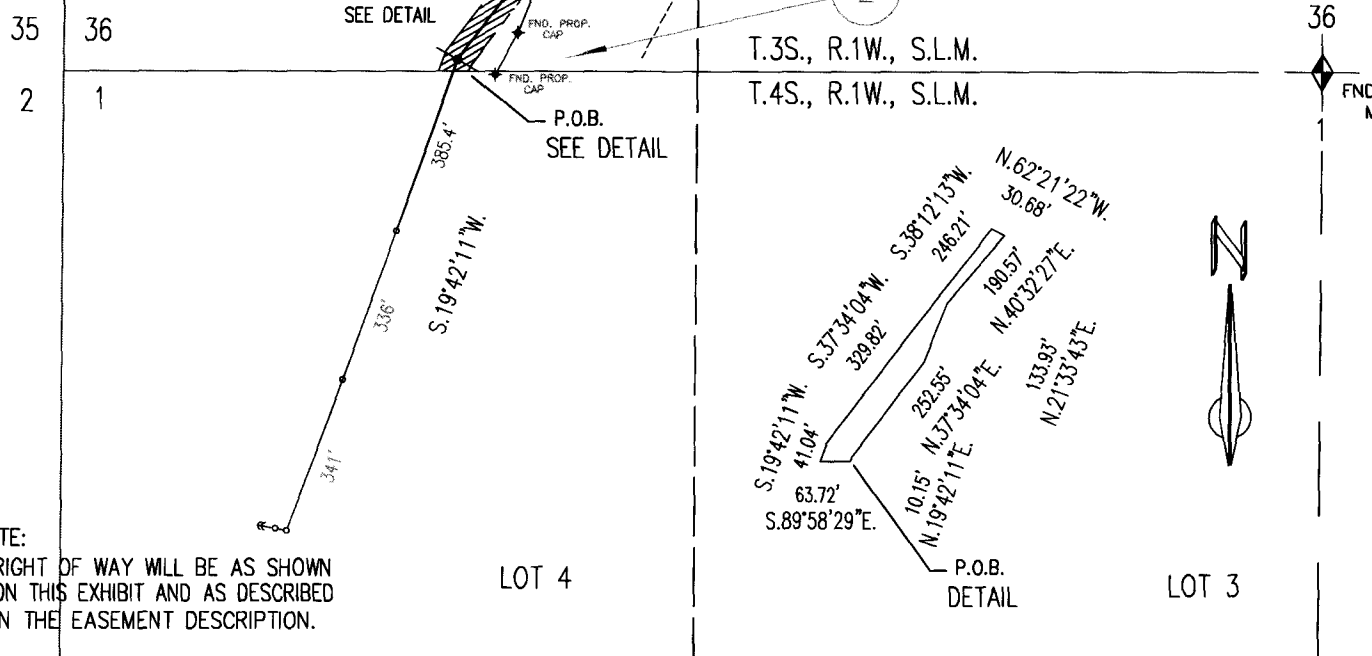 35
36
SEE DETAIL
FND. PROP.
CAP
36
T.3S., R.1W., S.L.M.
2
1
FND. PROP.
CAP
T.4S., R.1W., S.L.M.
FND
1
P.O.B.
SEE DETAIL
385.4'
S.19°42'11"W.
336'
341'
N.62°21'22"W.
30.68'
S.38°12'13"W.
246.21'
190.57'
N.40°32'27"E.
S.37°34'04"W.
329.82'
133.93'
N.21°33'43"E.
252.55'
N.37°34'04"E.
S.19°42'11"W.
41.04'
63.72'
S.89°58'29"E.
10.15'
N.19°42'11"E.
N
P.O.B.
DETAIL
LOT 4
LOT 3
TE:
RIGHT OF WAY WILL BE AS SHOWN
ON THIS EXHIBIT AND AS DESCRIBED
N THE EASEMENT DESCRIPTION.